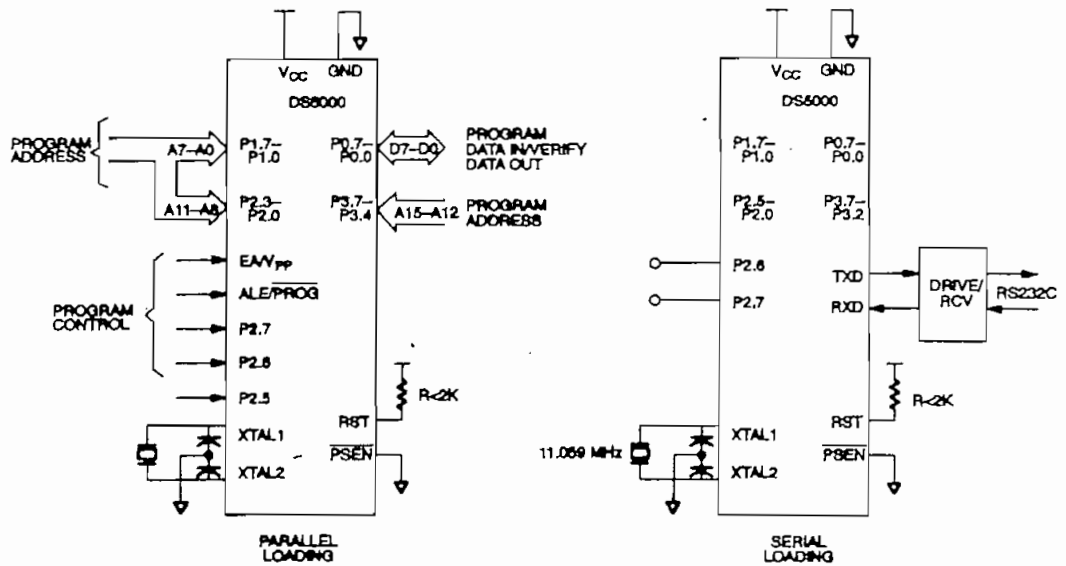 VCC GND
DS5000
PROGRAM ADDRESS
A7–A0
P1.7–
P1.0
P0.7–
P0.0
D7–D0
PROGRAM
DATA IN/VERIFY
DATA OUT
A11–A8
P2.3–
P2.0
P3.7–
P3.4
A15–A12
PROGRAM
ADDRESS
PROGRAM
CONTROL
EA/VPP
ALE/PROG
P2.7
P2.6
P2.5
RST
R<2K
XTAL1
PSEN
XTAL2
PARALLEL
LOADING
VCC GND
DS5000
P1.7–
P1.0
P0.7–
P0.0
P2.5–
P2.0
P3.7–
P3.2
P2.6
P2.7
TXD
RXD
DRIVE/
RCV
RS232C
RST
R<2K
11.059 MHz
XTAL1
PSEN
XTAL2
SERIAL
LOADING